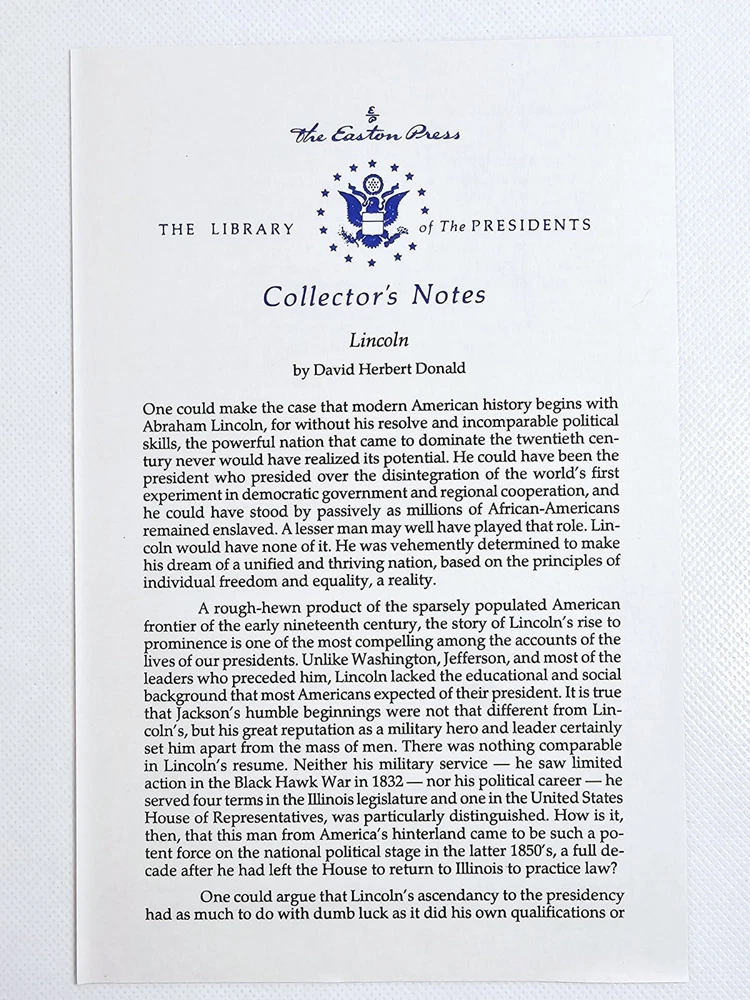 E
P
The Easton Press
THE LIBRARY of The PRESIDENTS
Collector's Notes
Lincoln
by David Herbert Donald
One could make the case that modern American history begins with
Abraham Lincoln, for without his resolve and incomparable political
skills, the powerful nation that came to dominate the twentieth cen-
tury never would have realized its potential. He could have been the
president who presided over the disintegration of the world's first
experiment in democratic government and regional cooperation, and
he could have stood by passively as millions of African-Americans
remained enslaved. A lesser man may well have played that role. Lin-
coln would have none of it. He was vehemently determined to make
his dream of a unified and thriving nation, based on the principles of
individual freedom and equality, a reality.
A rough-hewn product of the sparsely populated American
frontier of the early nineteenth century, the story of Lincoln's rise to
prominence is one of the most compelling among the accounts of the
lives of our presidents. Unlike Washington, Jefferson, and most of the
leaders who preceded him, Lincoln lacked the educational and social
background that most Americans expected of their president. It is true
that Jackson's humble beginnings were not that different from Lin-
coln's, but his great reputation as a military hero and leader certainly
set him apart from the mass of men. There was nothing comparable
in Lincoln's resume. Neither his military service — he saw limited
action in the Black Hawk War in 1832 — nor his political career — he
served four terms in the Illinois legislature and one in the United States
House of Representatives, was particularly distinguished. How is it,
then, that this man from America's hinterland came to be such a po-
tent force on the national political stage in the latter 1850's, a full de-
cade after he had left the House to return to Illinois to practice law?
One could argue that Lincoln's ascendancy to the presidency
had as much to do with dumb luck as it did his own qualifications or